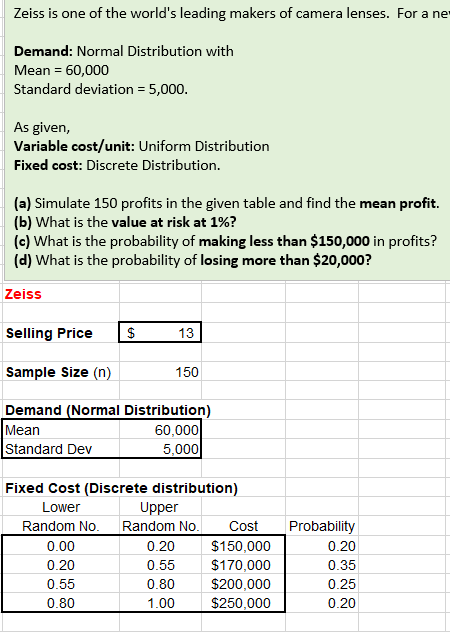 Zeiss is one of the world's leading makers of camera lenses. For a
Demand: Normal Distribution with
Mean = 60,000
Standard deviation = 5,000.
As given,
Variable cost/unit: Uniform Distribution
Fixed cost: Discrete Distribution.
(a) Simulate 150 profits in the given table and find the mean profit.
(b) What is the value at risk at 1%?
(c) What is the probability of making less than $150,000 in profits?
(d) What is the probability of losing more than $20,000?
Zeiss
Selling Price $ 13
Sample Size (n) 150
Demand (Normal Distribution)
Mean 60,000
Standard Dev 5,000
Fixed Cost (Discrete distribution)
Lower Upper
Random No. Random No. Cost Probability
0.00 0.20 $150,000 0.20
0.20 0.55 $170,000 0.35
0.55 0.80 $200,000 0.25
0.80 1.00 $250,000 0.20